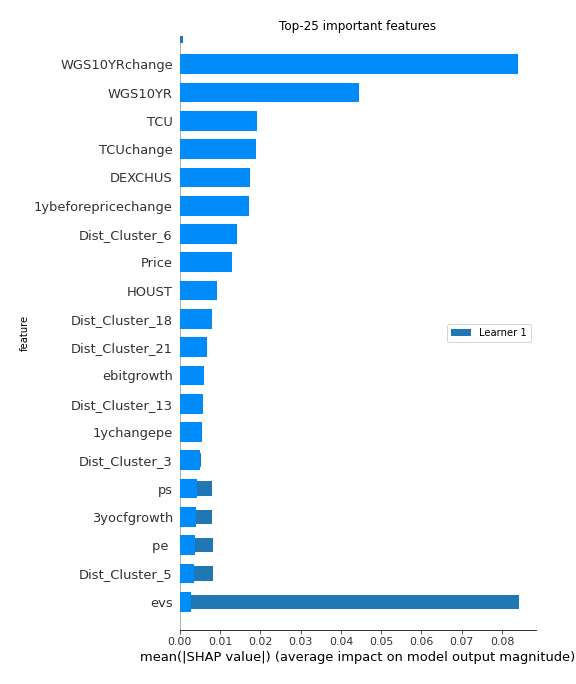 Top-25 important features
WGS10YRchange
WGS10YR
TCU
TCUchange
DEXCHUS
1ybeforepricechange
Dist_Cluster_6
Price
HOUST
Dist_Cluster_18
Dist_Cluster_21
ebitgrowth
Dist_Cluster_13
1ychangepe
Dist_Cluster_3
ps
3yocfgrowth
pe
Dist_Cluster_5
evs
feature
Learner 1
0.00 0.01 0.02 0.03 0.04 0.05 0.06 0.07 0.08
mean(|SHAP value|) (average impact on model output magnitude)